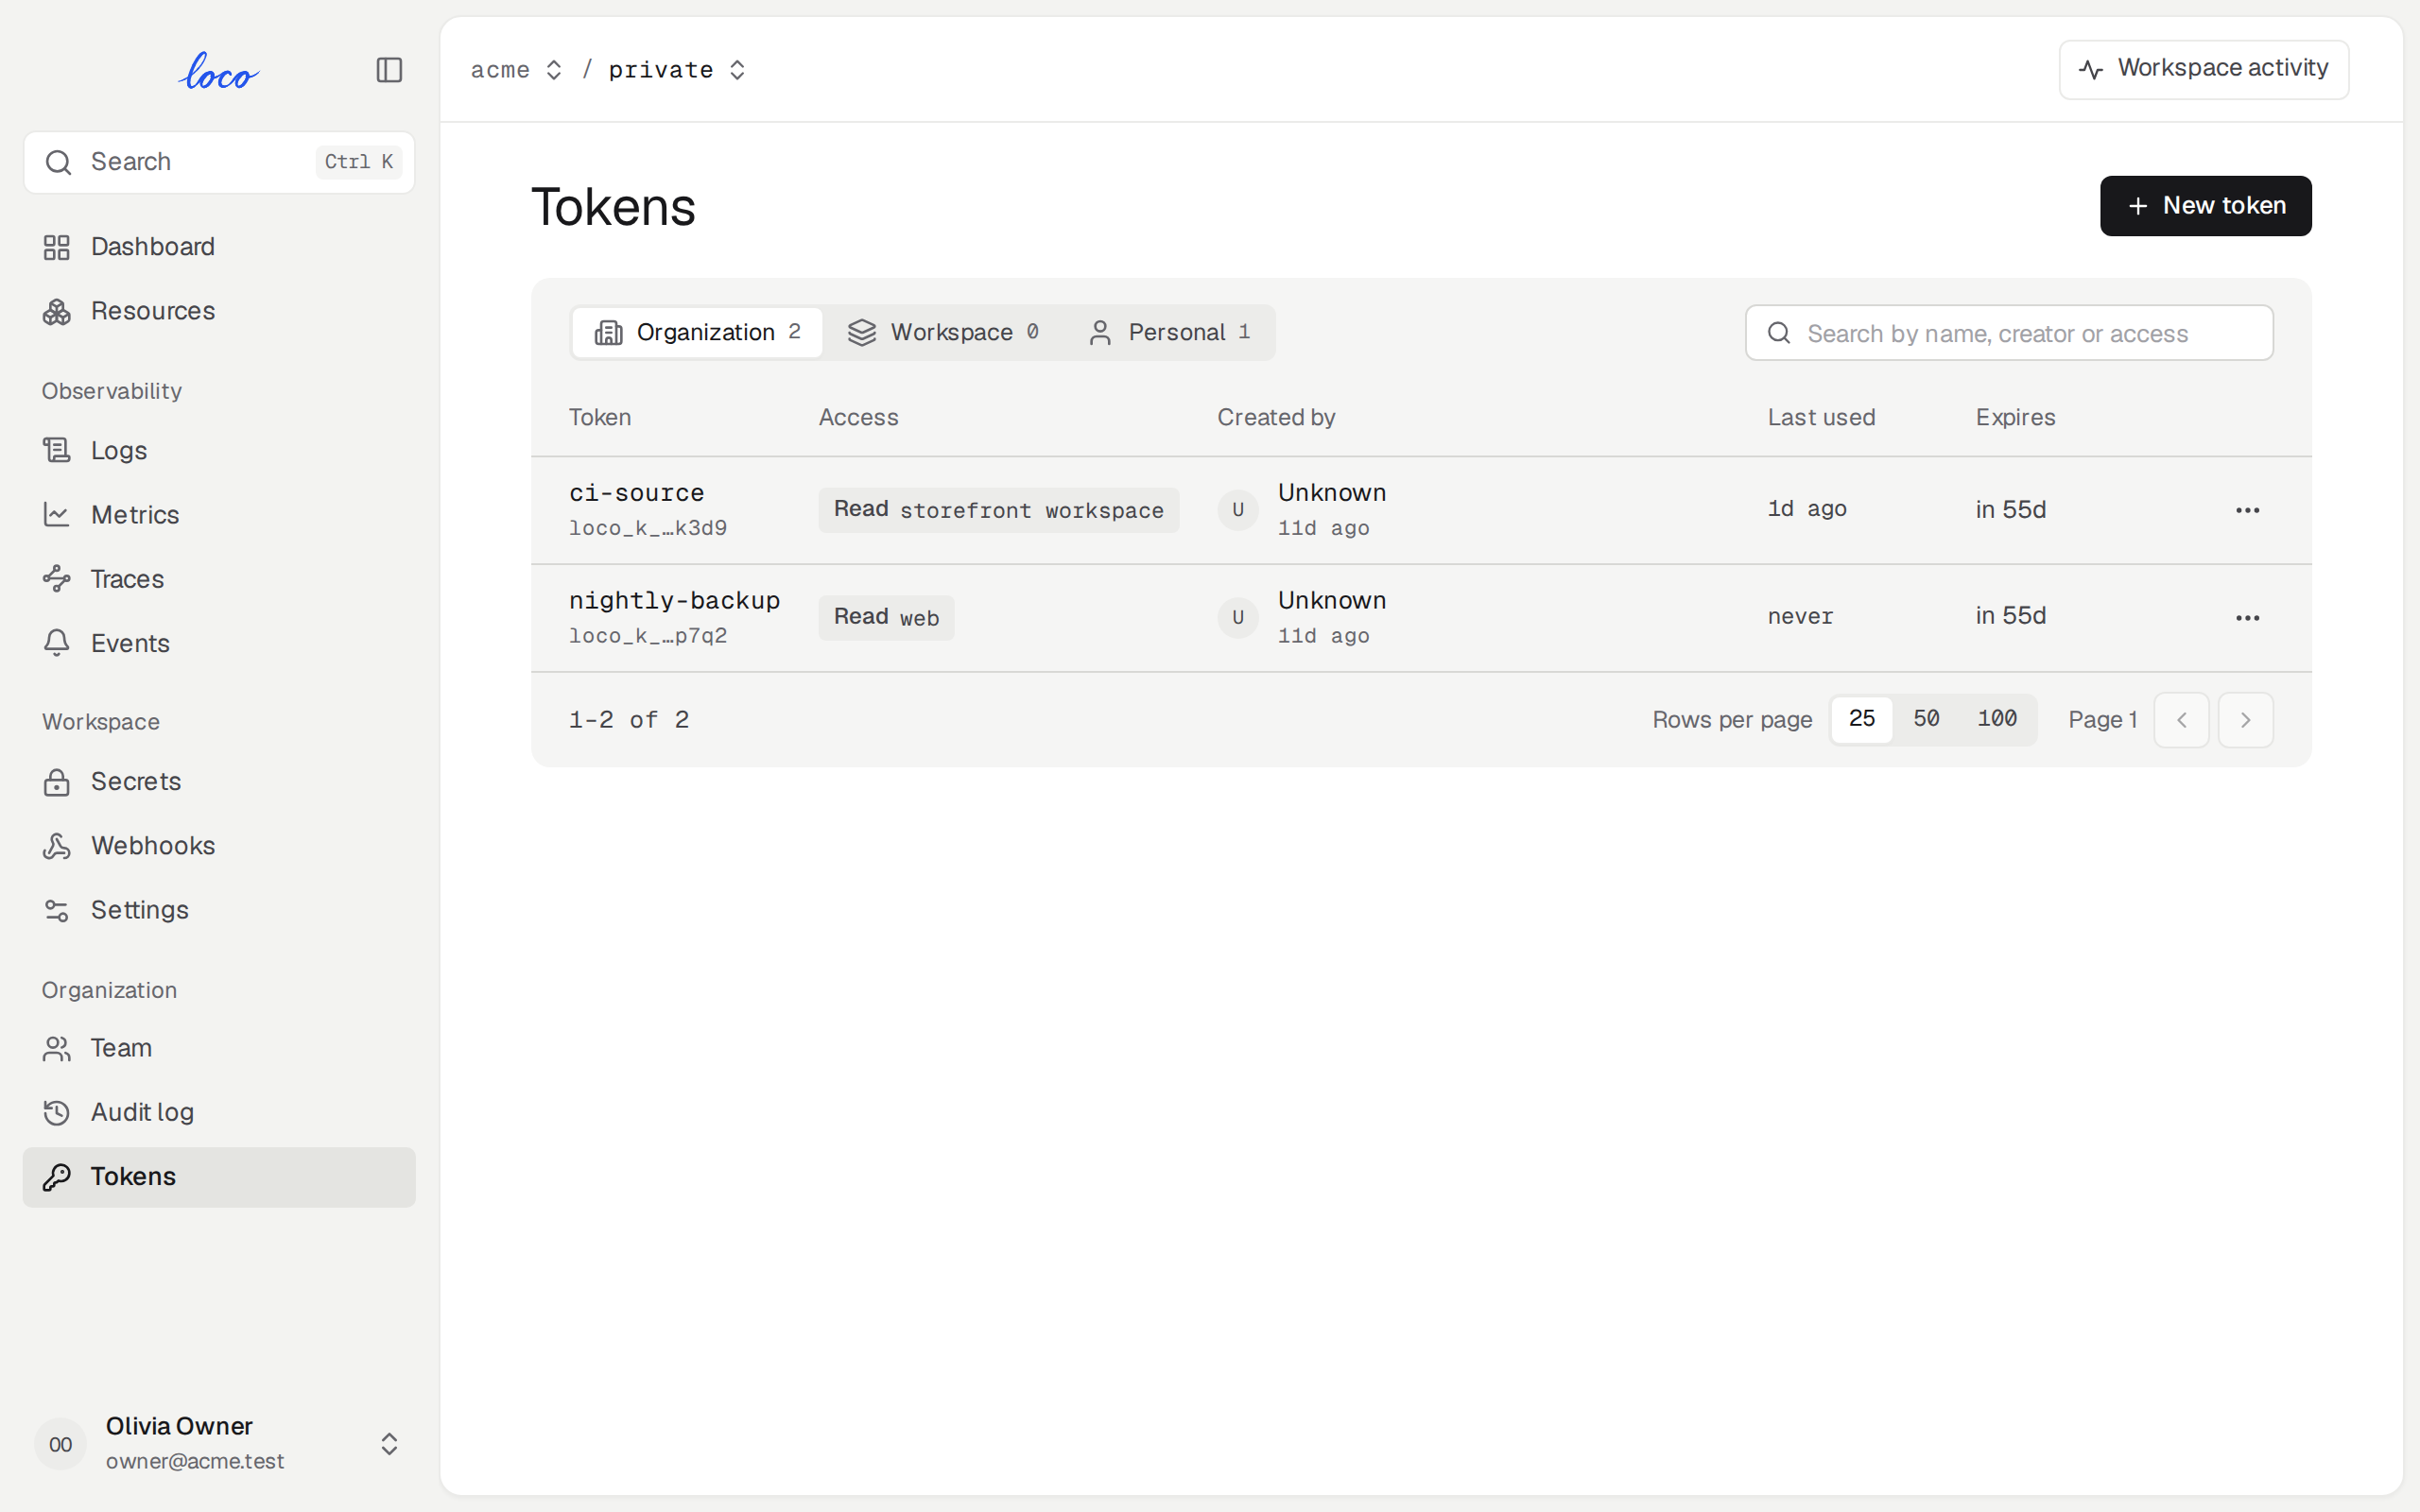 loco
Search Ctrl K
Dashboard
Resources
Observability
Logs
Metrics
Traces
Events
Workspace
Secrets
Webhooks
Settings
Organization
Team
Audit log
Tokens
OO Olivia Owner
owner@acme.test
acme / private
Workspace activity
Tokens
New token
Organization 2 Workspace 0 Personal 1
Search by name, creator or access
Token Access Created by Last used Expires
ci-source
loco_k_…k3d9
Read storefront workspace
U
Unknown
11d ago
1d ago
in 55d
nightly-backup
loco_k_…p7q2
Read web
U
Unknown
11d ago
never
in 55d
1-2 of 2
Rows per page 25 50 100 Page 1